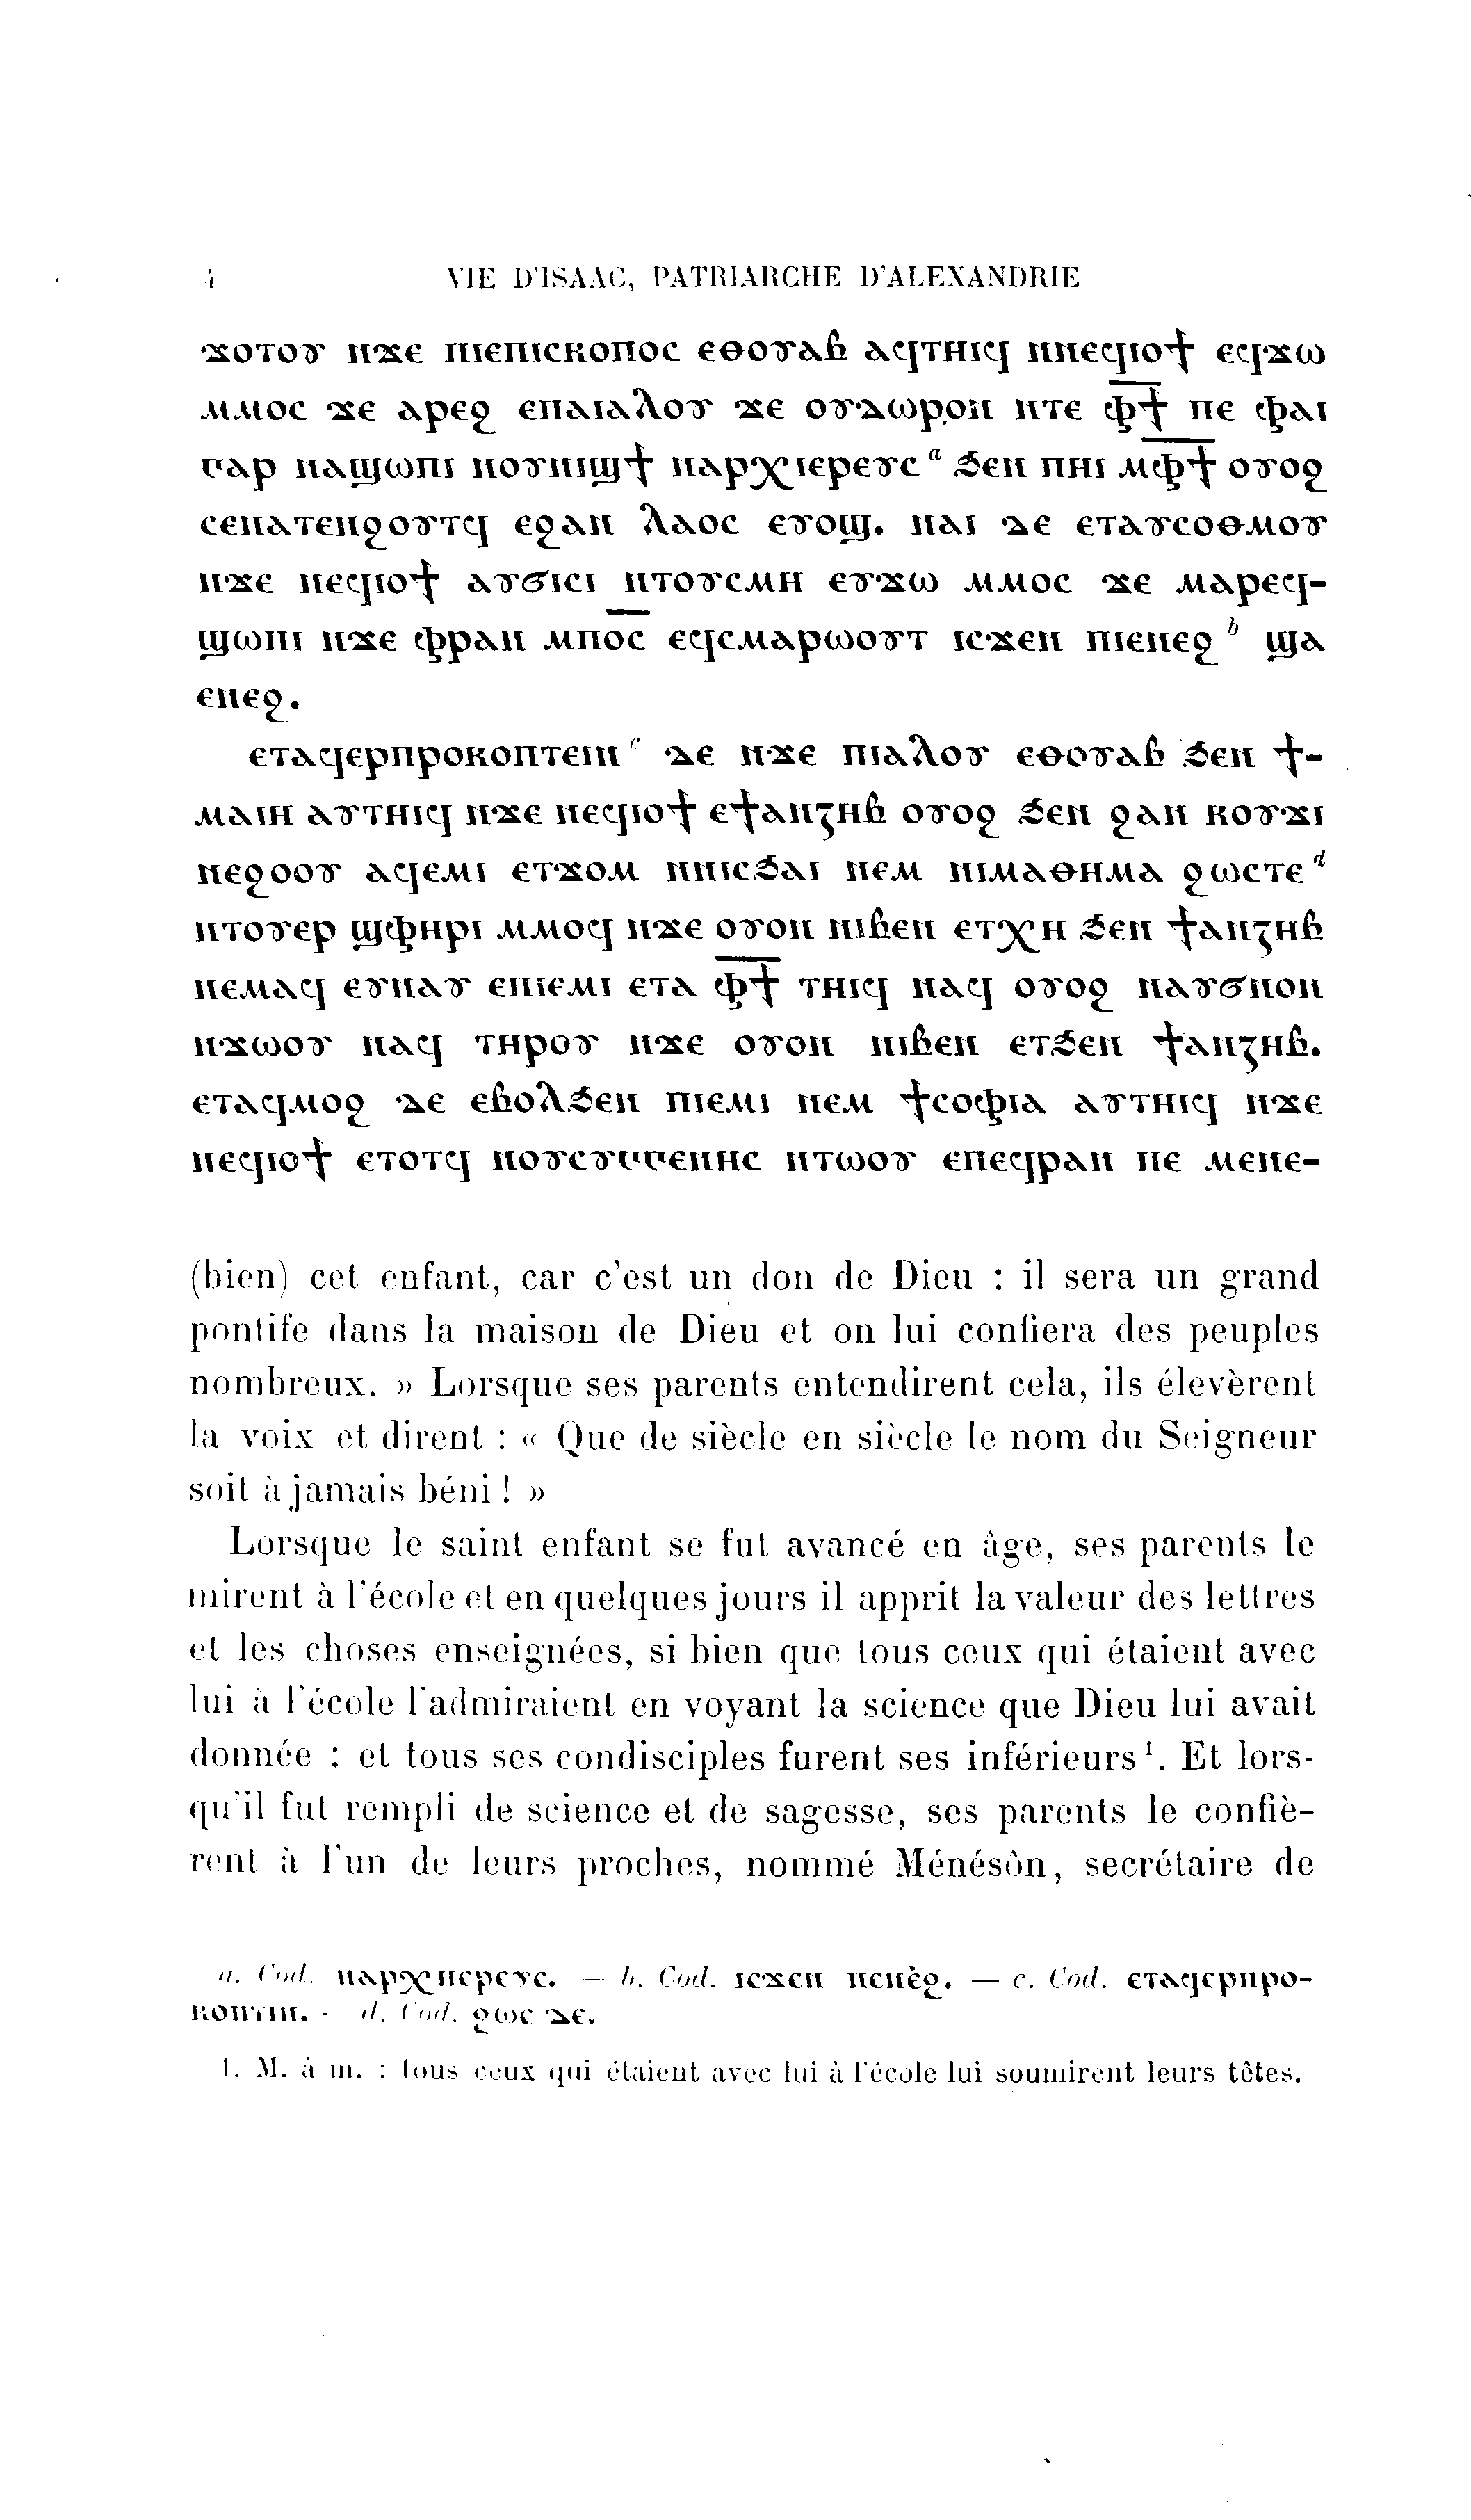 4 VIE D'ISAAC, PATRIARCHE D'ALEXANDRIE
ϫⲟⲧⲟⲩ ⲛϫⲉ ⲡⲓⲉⲡⲓⲥⲕⲟⲡⲟⲥ ⲉⲑⲟⲩⲁⲃ ⲁϥⲧⲏⲓϥ ⲛⲛⲉϥⲓⲟϯ ⲉϥϫⲱ
ⲙⲙⲟⲥ ϫⲉ ⲁⲣⲉϩ ⲉⲡⲁⲓⲁⲗⲟⲩ ϫⲉ ⲟⲩⲇⲱⲣⲟⲛ ⲛⲧⲉ ⲫ̅ϯ̅ ⲡⲉ ⲫⲁⲓ
ⲅⲁⲣ ⲛⲁϣⲱⲡⲓ ⲛⲟⲩⲛⲓϣϯ ⲛⲁⲣⲭⲓⲉⲣⲉⲩⲥ a ϧⲉⲛ ⲡⲏⲓ ⲙⲫ̅ϯ̅ ⲟⲩⲟϩ
ⲥⲉⲛⲁⲧⲉⲛϩⲟⲩⲧϥ ⲉϩⲁⲛ ⲗⲁⲟⲥ ⲉⲩⲟϣ. ⲛⲁⲓ ⲇⲉ ⲉⲧⲁⲩⲥⲟⲑⲙⲟⲩ
ⲛϫⲉ ⲛⲉϥⲓⲟϯ ⲁⲩϭⲓⲥⲓ ⲛⲧⲟⲩⲥⲙⲏ ⲉⲩϫⲱ ⲙⲙⲟⲥ ϫⲉ ⲙⲁⲣⲉϥ-
ϣⲱⲡⲓ ⲛϫⲉ ⲫⲣⲁⲛ ⲙⲡⲟ̅ⲥ̅ ⲉϥⲥⲙⲁⲣⲱⲟⲩⲧ ⲓⲥϫⲉⲛ ⲡⲓⲉⲛⲉϩ b ϣⲁ
ⲉⲛⲉϩ.
ⲉⲧⲁϥⲉⲣⲡⲣⲟⲕⲟⲡⲧⲉⲓⲛ c ⲇⲉ ⲛϫⲉ ⲡⲓⲁⲗⲟⲩ ⲉⲑⲟⲩⲁⲃ ϧⲉⲛ ϯ-
ⲙⲁⲓⲏ ⲁⲩⲧⲏⲓϥ ⲛϫⲉ ⲛⲉϥⲓⲟϯ ⲉϯⲁⲛⲍⲏⲃ ⲟⲩⲟϩ ϧⲉⲛ ϩⲁⲛ ⲕⲟⲩϫⲓ
ⲛⲉϩⲟⲟⲩ ⲁϥⲉⲙⲓ ⲉⲧϫⲟⲙ ⲛⲛⲓⲥϧⲁⲓ ⲛⲉⲙ ⲛⲓⲙⲁⲑⲏⲙⲁ ϩⲱⲥⲧⲉ d
ⲛⲧⲟⲩⲉⲣ ϣⲫⲏⲣⲓ ⲙⲙⲟϥ ⲛϫⲉ ⲟⲩⲟⲛ ⲛⲓⲃⲉⲛ ⲉⲧⲭⲏ ϧⲉⲛ ϯⲁⲛⲍⲏⲃ
ⲛⲉⲙⲁϥ ⲉⲩⲛⲁⲩ ⲉⲡⲓⲉⲙⲓ ⲉⲧⲁ ⲫ̅ϯ̅ ⲧⲏⲓϥ ⲛⲁϥ ⲟⲩⲟϩ ⲛⲁⲩϭⲛⲟⲛ
ⲛϫⲱⲟⲩ ⲛⲁϥ ⲧⲏⲣⲟⲩ ⲛϫⲉ ⲟⲩⲟⲛ ⲛⲓⲃⲉⲛ ⲉⲧϧⲉⲛ ϯⲁⲛⲍⲏⲃ.
ⲉⲧⲁϥⲙⲟϩ ⲇⲉ ⲉⲃⲟⲗϧⲉⲛ ⲡⲓⲉⲙⲓ ⲛⲉⲙ ϯⲥⲟⲫⲓⲁ ⲁⲩⲧⲏⲓϥ ⲛϫⲉ
ⲛⲉϥⲓⲟϯ ⲉⲧⲟⲧϥ ⲛⲟⲩⲥⲩⲅⲅⲉⲛⲏⲥ ⲛⲧⲱⲟⲩ ⲉⲡⲉϥⲣⲁⲛ ⲡⲉ ⲙⲉⲛⲉ-
(bien) cet enfant, car c'est un don de Dieu : il sera un grand
pontife dans la maison de Dieu et on lui confiera des peuples
nombreux. » Lorsque ses parents entendirent cela, ils élevèrent
la voix et dirent : « Que de siècle en siècle le nom du Seigneur
soit à jamais béni ! »
Lorsque le saint enfant se fut avancé en âge, ses parents le
mirent à l'école et en quelques jours il apprit la valeur des lettres
et les choses enseignées, si bien que tous ceux qui étaient avec
lui à l'école l'admiraient en voyant la science que Dieu lui avait
donnée : et tous ses condisciples furent ses inférieurs 1. Et lors-
qu'il fut rempli de science et de sagesse, ses parents le confiè-
rent à l'un de leurs proches, nommé Ménésôn, secrétaire de
a. Cod. ⲛⲁⲣⲭⲏⲉⲣⲉⲩⲥ. — b. Cod. ⲓⲥϫⲉⲛ ⲡⲉⲛⲉ̀ϩ. — c. Cod. ⲉⲧⲁϥⲉⲣⲡⲣⲟ-
ⲕⲟⲡⲧⲓⲛ. — d. Cod. ϩⲱⲥ ⲇⲉ.
1. M. à m. : tous ceux qui étaient avec lui à l'école lui soumirent leurs têtes.